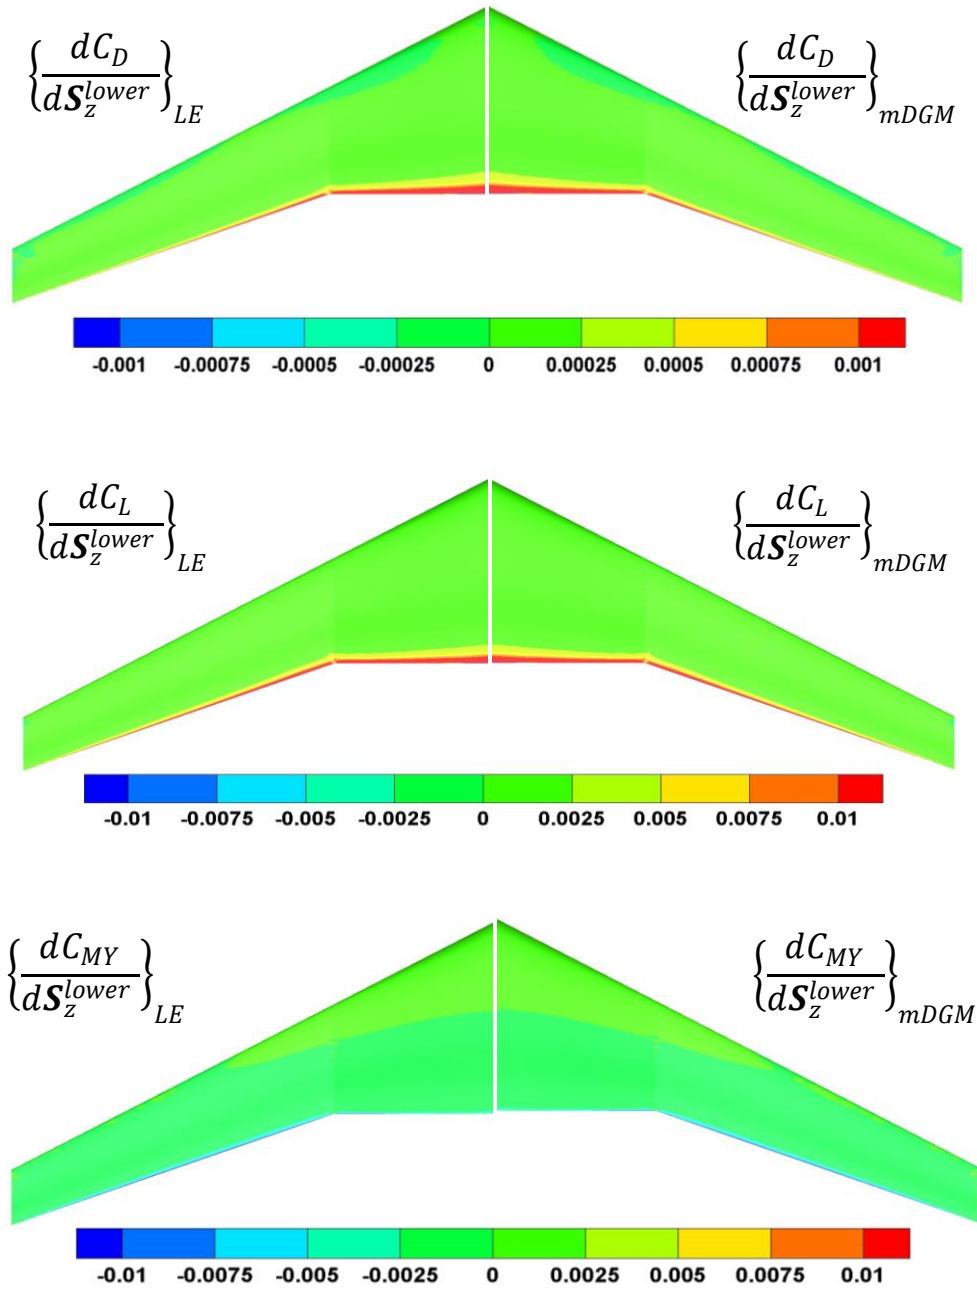 {dC_D/dS_z^lower}_LE {dC_D/dS_z^lower}_mDGM
-0.001 -0.00075 -0.0005 -0.00025 0 0.00025 0.0005 0.00075 0.001
{dC_L/dS_z^lower}_LE {dC_L/dS_z^lower}_mDGM
-0.01 -0.0075 -0.005 -0.0025 0 0.0025 0.005 0.0075 0.01
{dC_MY/dS_z^lower}_LE {dC_MY/dS_z^lower}_mDGM
-0.01 -0.0075 -0.005 -0.0025 0 0.0025 0.005 0.0075 0.01